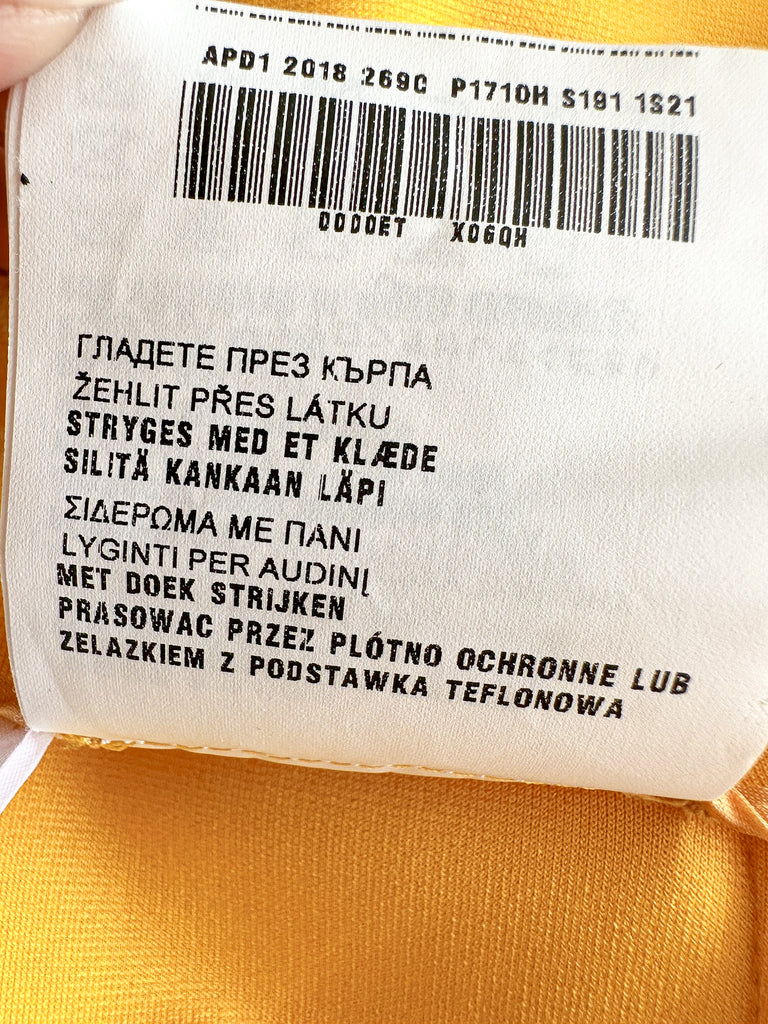 APD1 2018 269C P1710H S191 1S21
0000ET X06QH
ГЛАДЕТЕ ПРЕЗ КЪРПА
ŽEHLIT PŘES LÁTKU
STRYGES MED ET KLÆDE
SILITÄ KANKAAN LÄPI
ΣΙΔΕΡΩΜΑ ΜΕ ΠΑΝΙ
LYGINTI PER AUDINĮ
MET DOEK STRIJKEN
PRASOWAC PRZEZ PLÓTNO OCHRONNE LUB
ZELAZKIEM Z PODSTAWKA TEFLONOWA